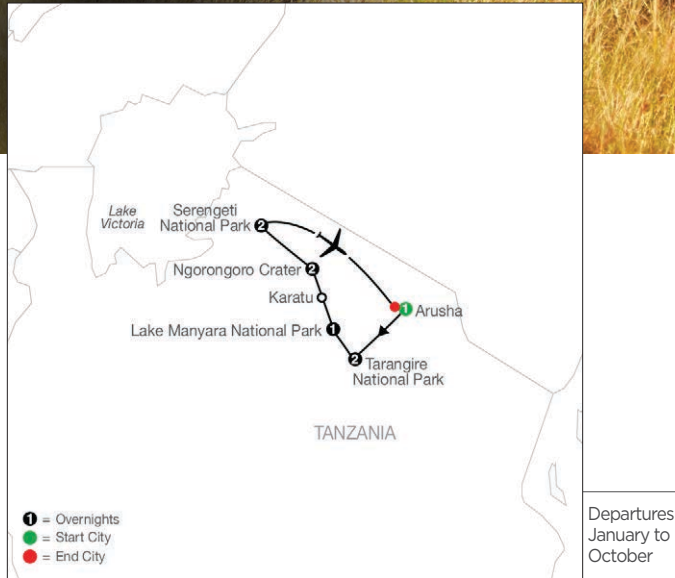 Lake
Victoria
Serengeti
National Park
2
Ngorongoro Crater
2
Karatu
1
Arusha
Lake Manyara National Park
1
2
Tarangire
National Park
TANZANIA
1 = Overnights
= Start City
= End City
Departures
January to
October